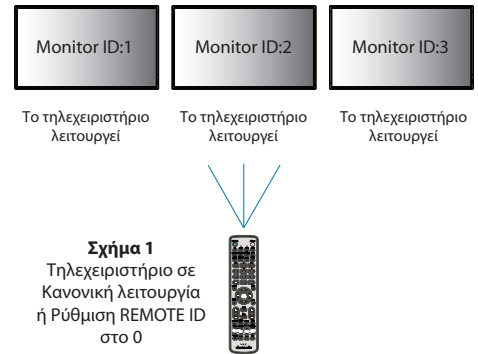 Monitor ID:1
Monitor ID:2
Monitor ID:3
Το τηλεχειριστήριο
λειτουργεί
Το τηλεχειριστήριο
λειτουργεί
Το τηλεχειριστήριο
λειτουργεί
Σχήμα 1
Τηλεχειριστήριο σε
Κανονική λειτουργία
ή Ρύθμιση REMOTE ID
στο 0